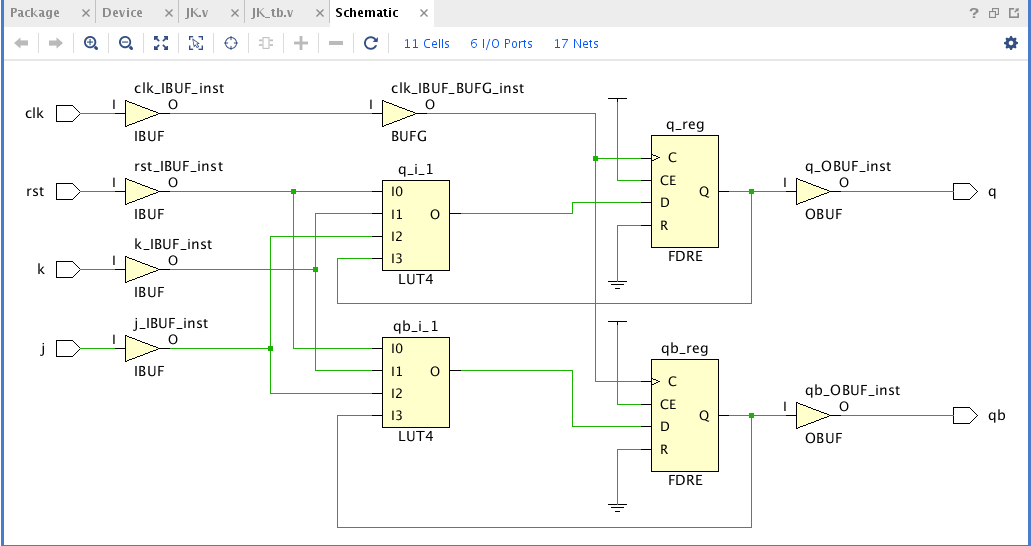 Package × Device × JK.v × JK_tb.v × Schematic ×
11 Cells 6 I/O Ports 17 Nets
clk_IBUF_inst
clk_IBUF_BUFG_inst
clk I O I O
IBUF BUFG
q_reg
rst_IBUF_inst
q_i_1
C
q_OBUF_inst
rst I O
I0
CE
Q
I O
q
IBUF
I1
O
D
OBUF
I2
R
k_IBUF_inst
I3
FDRE
k I O
LUT4
IBUF
j_IBUF_inst
qb_i_1
j I O
I0
qb_reg
IBUF
I1
O
C
qb_OBUF_inst
I2
CE
I3
D
Q
I O
qb
LUT4
R
OBUF
FDRE